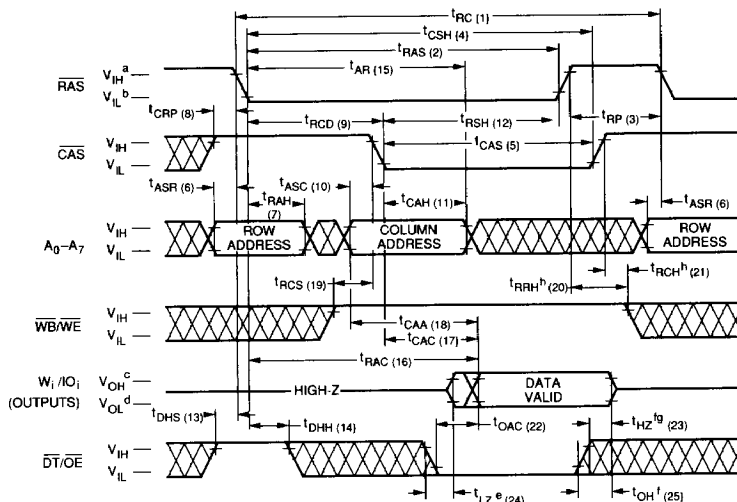 tRC (1)
tCSH (4)
tRAS (2)
tAR (15)
RAS VIH a
VIL b
tCRP (8)
tRCD (9)
tRSH (12)
tRP (3)
CAS VIH
VIL
tCAS (5)
tASR (6)
tRAH (7)
tASC (10)
tCAH (11)
tASR (6)
A0–A7 VIH
VIL
ROW ADDRESS
COLUMN ADDRESS
ROW ADDRESS
tRCS (19)
tRRH h (20)
tRCH h (21)
WB/WE VIH
VIL
tCAA (18)
tCAC (17)
tRAC (16)
Wi/IOi (OUTPUTS)
VOH c
VOL d
HIGH-Z
DATA VALID
tDHS (13)
tDHH (14)
tOAC (22)
tHZ fg (23)
DT/OE VIH
VIL
tLZ e (24)
tOH f (25)